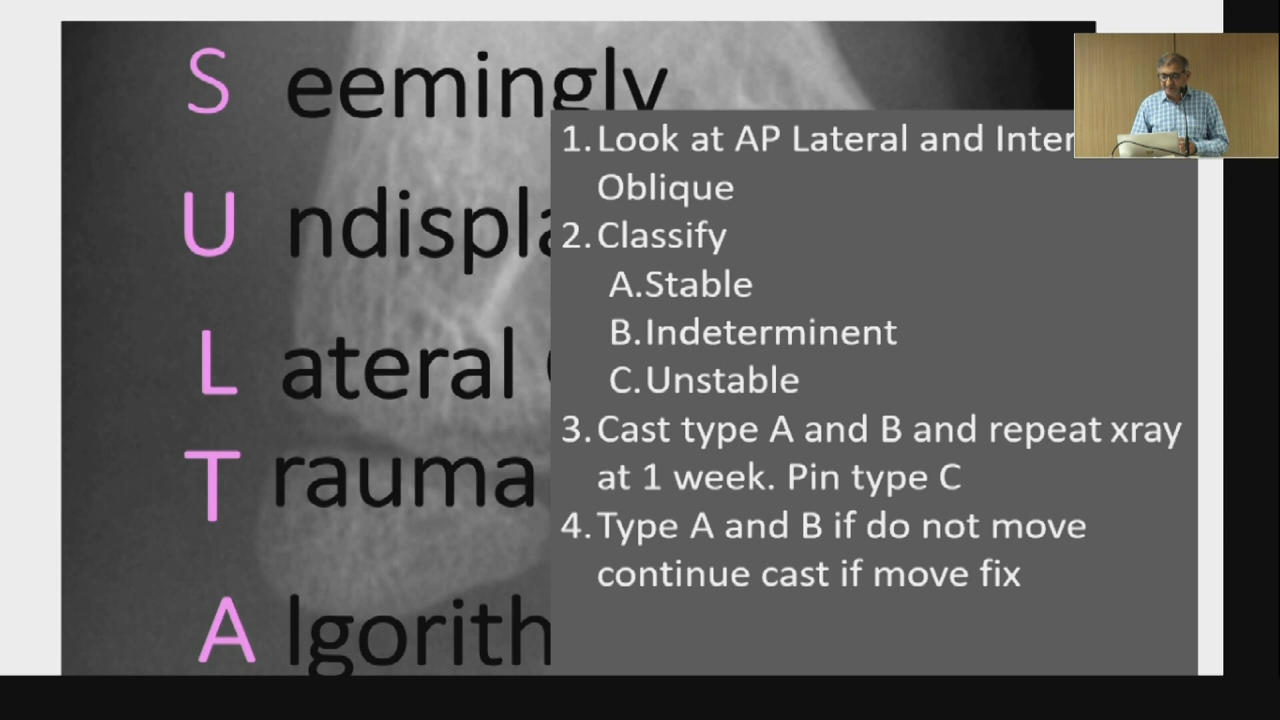 S eemingly
U ndispla
L ateral
T rauma
A lgorith
1. Look at AP Lateral and Inter
Oblique
2. Classify
A. Stable
B. Indeterminent
C. Unstable
3. Cast type A and B and repeat xray
at 1 week. Pin type C
4. Type A and B if do not move
continue cast if move fix